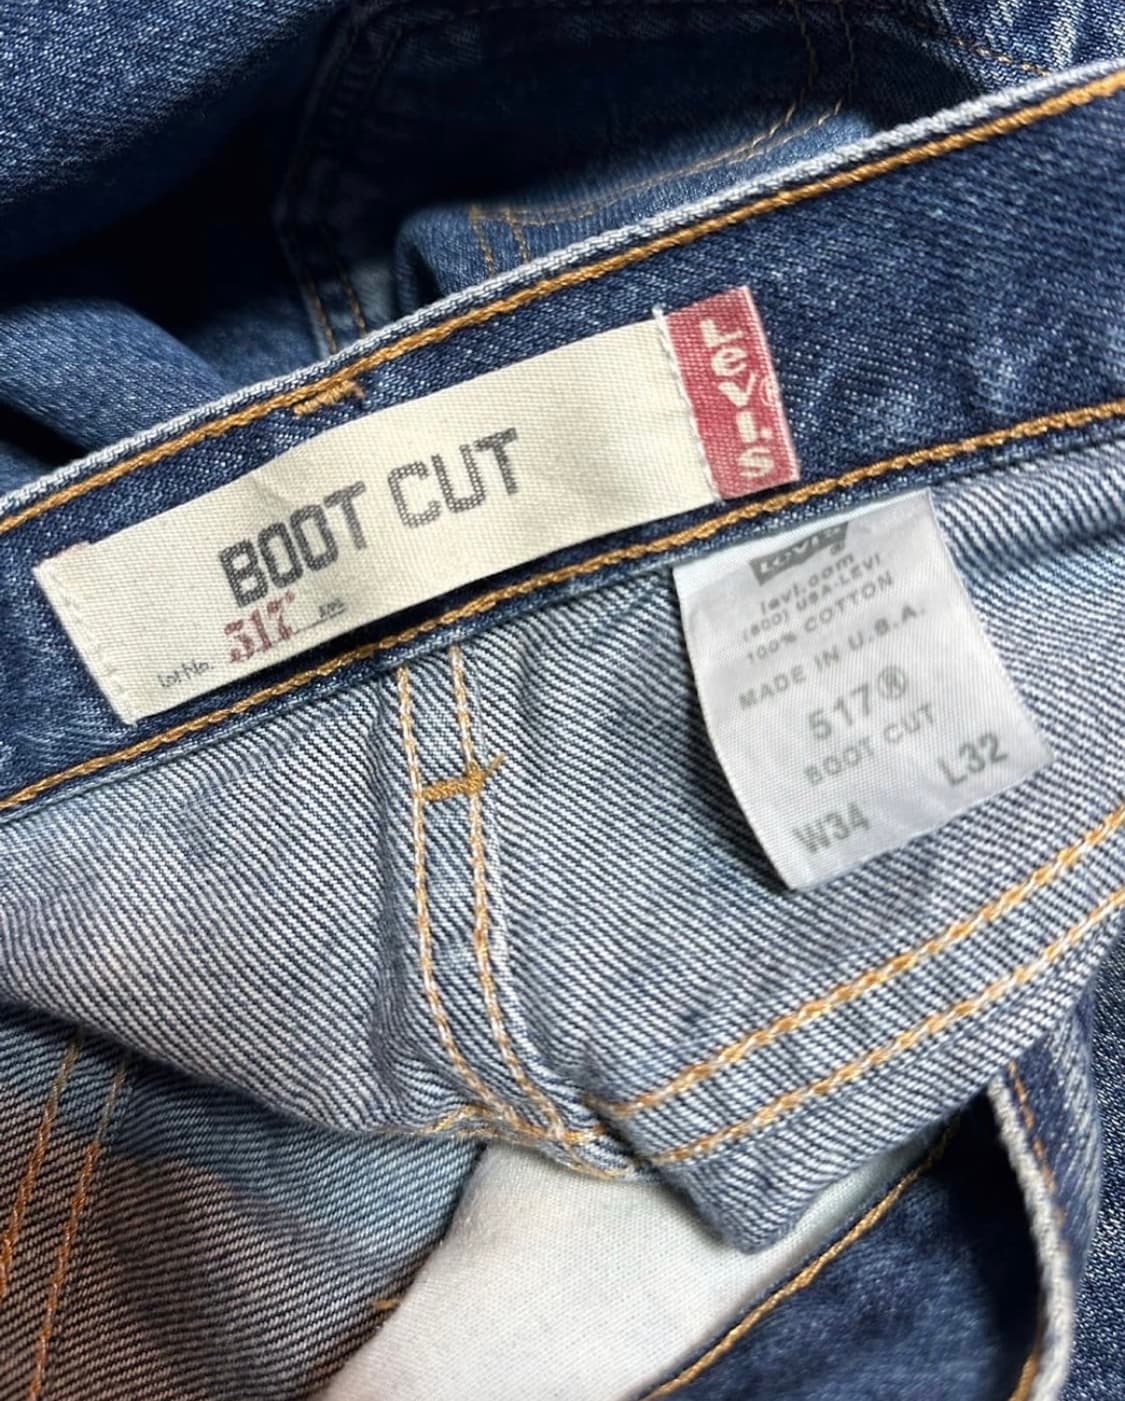 BOOT CUT
Lot No. 517
Levi's®
LEVI'S
®
levi.com
(800) USA-LEVI
100% COTTON
MADE IN U.S.A.
517®
BOOT CUT
W34 L32